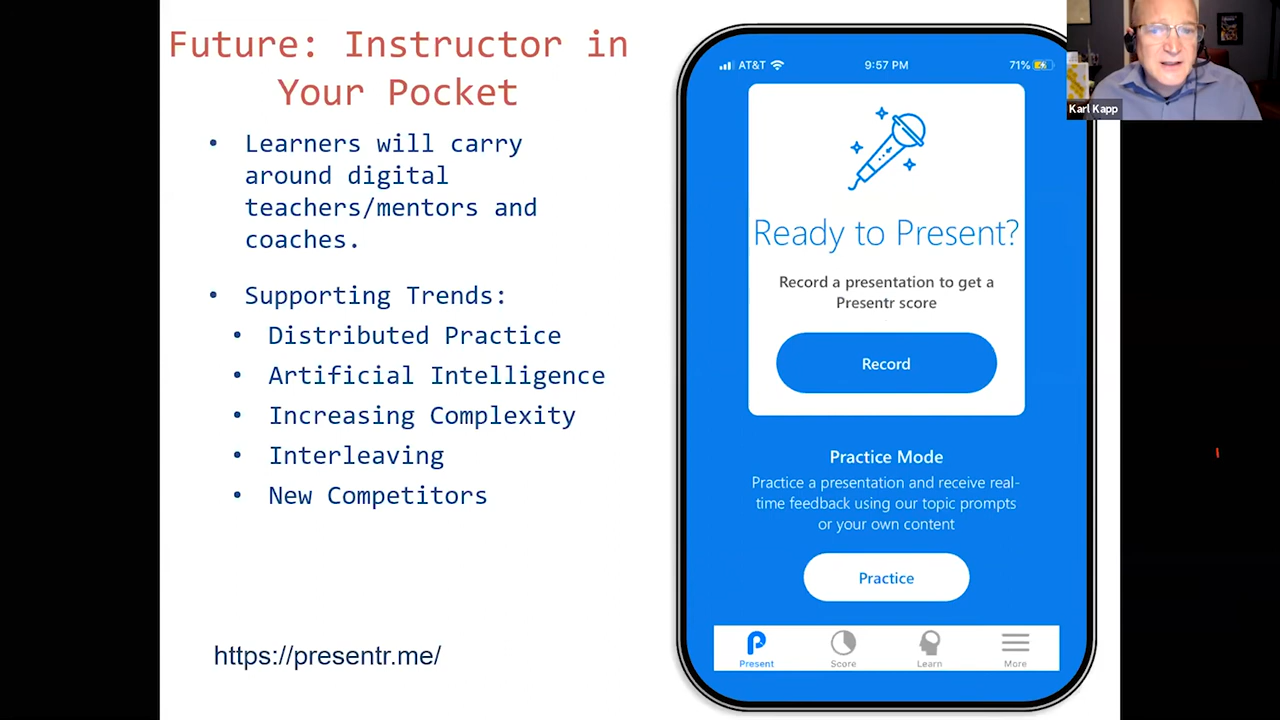 Future: Instructor in
Your Pocket
• Learners will carry
around digital
teachers/mentors and
coaches.
• Supporting Trends:
• Distributed Practice
• Artificial Intelligence
• Increasing Complexity
• Interleaving
• New Competitors
https://presentr.me/
AT&T 9:57 PM 71%
Ready to Present?
Record a presentation to get a
Presentr score
Record
Practice Mode
Practice a presentation and receive real-
time feedback using our topic prompts
or your own content
Practice
Present Score Learn More
Karl Kapp